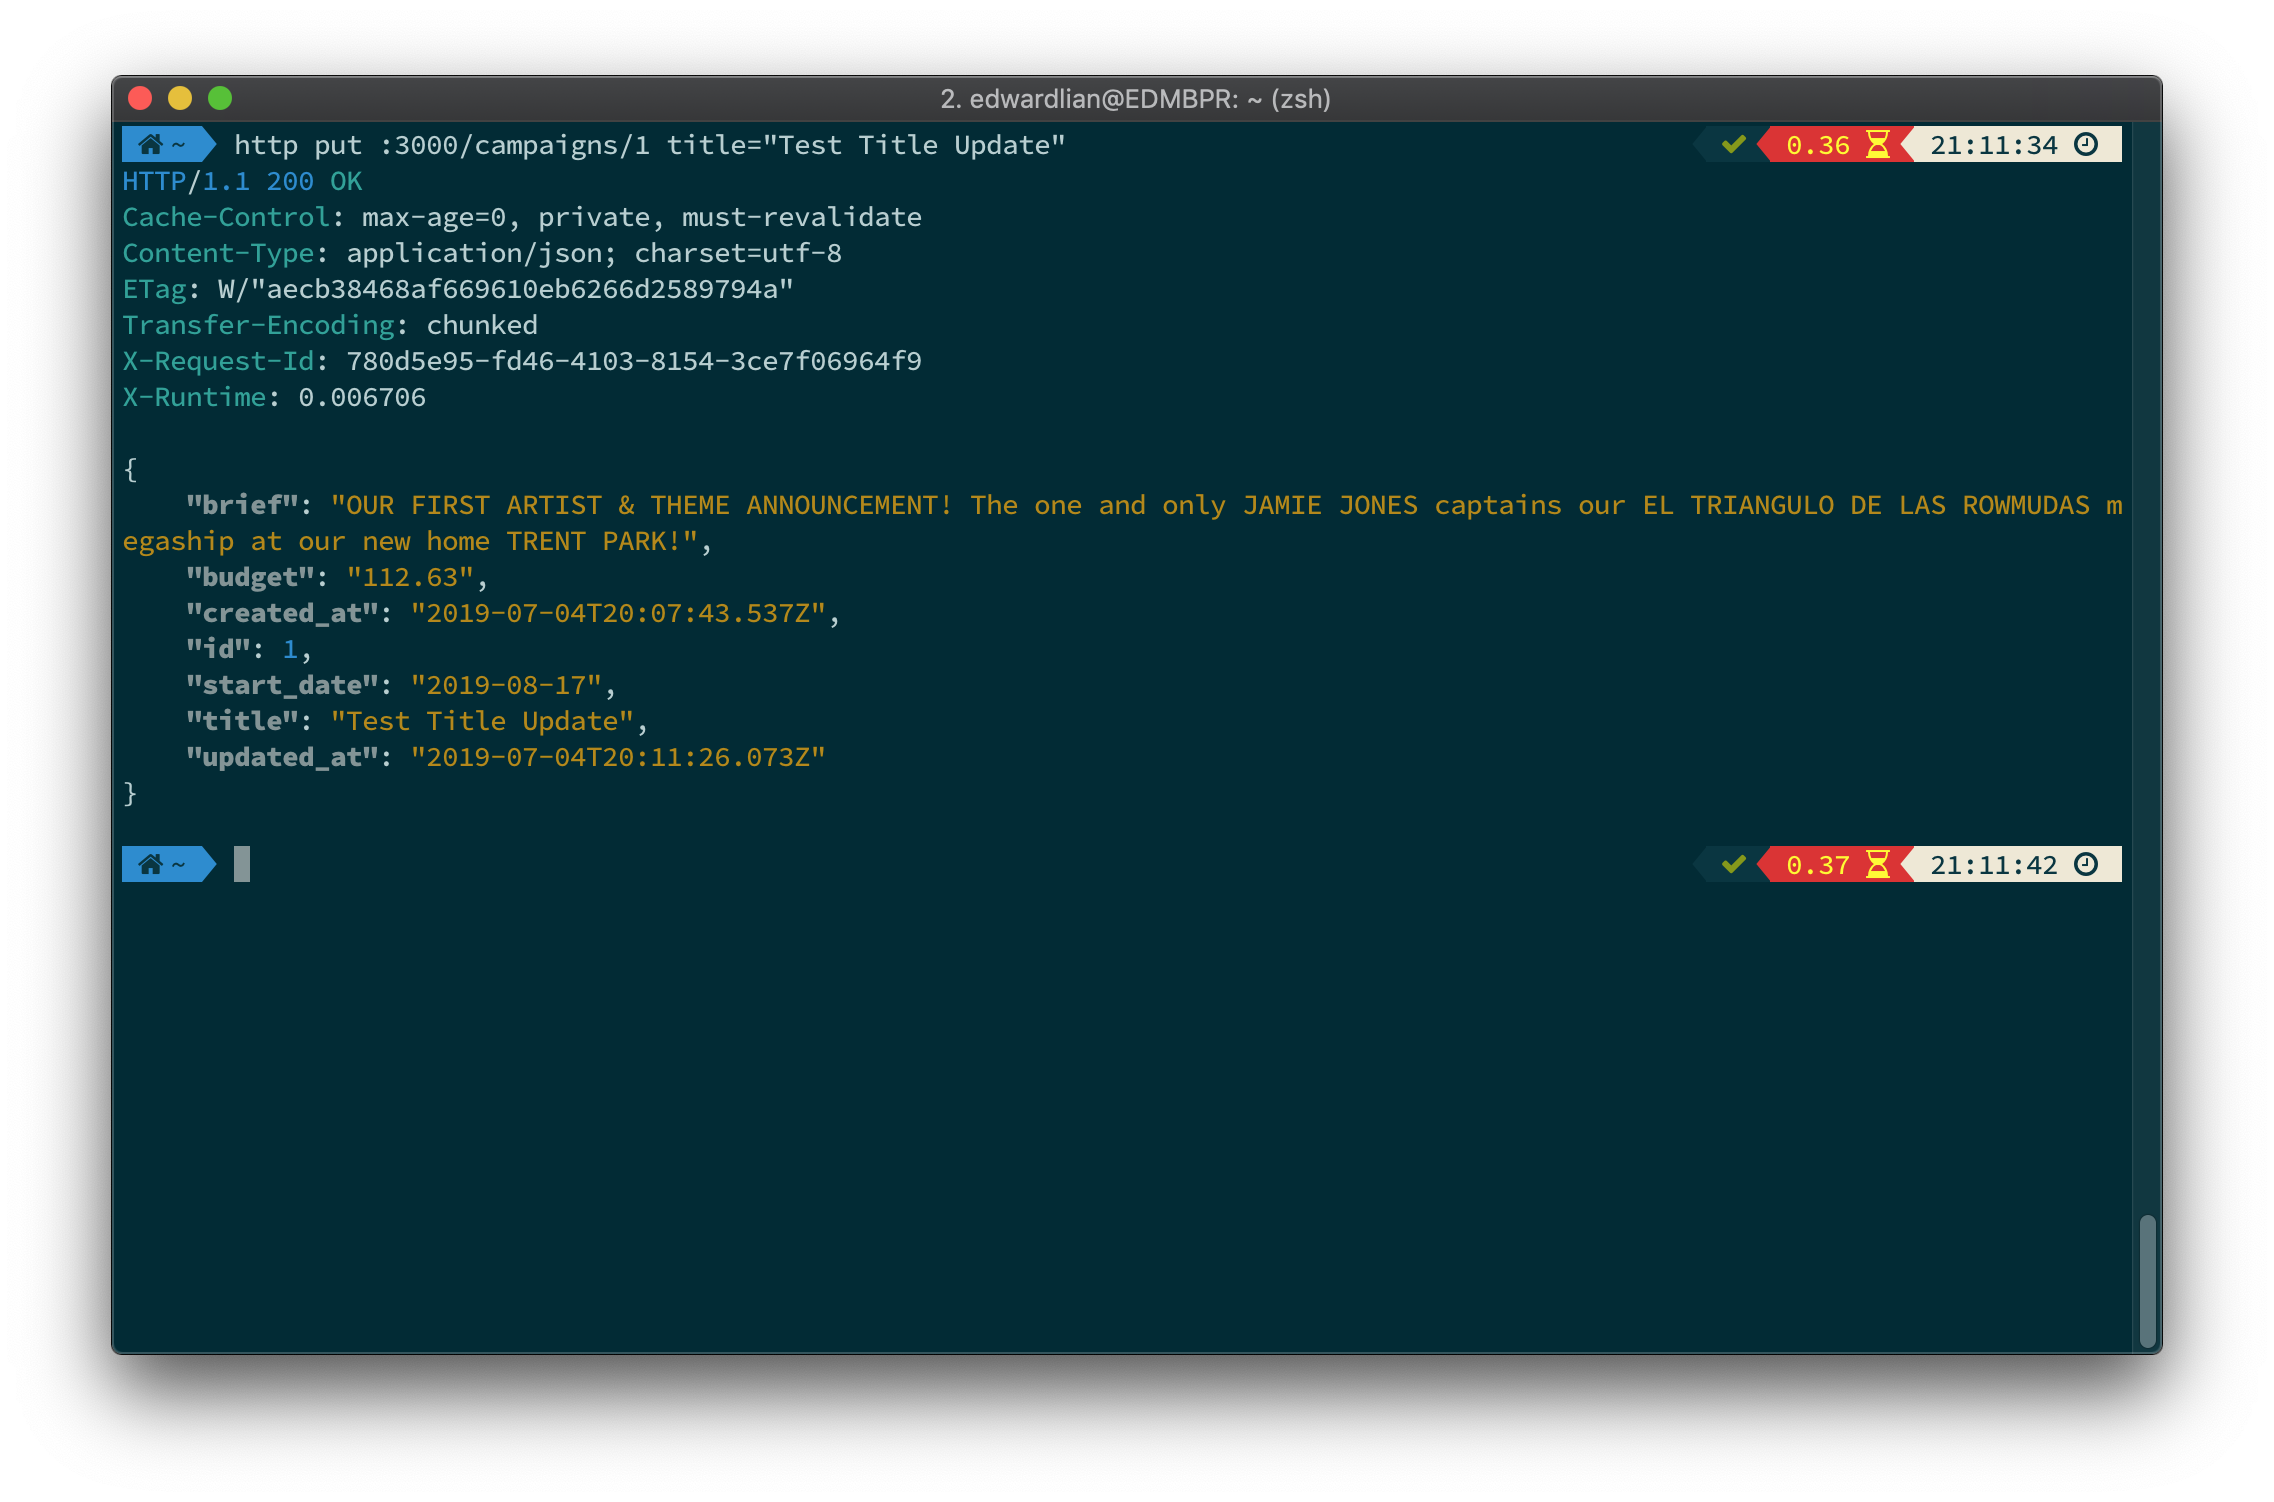 2. edwardlian@EDMBPR: ~ (zsh)
~ http put :3000/campaigns/1 title="Test Title Update" 0.36 21:11:34
HTTP/1.1 200 OK
Cache-Control: max-age=0, private, must-revalidate
Content-Type: application/json; charset=utf-8
ETag: W/"aecb38468af669610eb6266d2589794a"
Transfer-Encoding: chunked
X-Request-Id: 780d5e95-fd46-4103-8154-3ce7f06964f9
X-Runtime: 0.006706
{
"brief": "OUR FIRST ARTIST & THEME ANNOUNCEMENT! The one and only JAMIE JONES captains our EL TRIANGULO DE LAS ROWMUDAS m
egaship at our new home TRENT PARK!",
"budget": "112.63",
"created_at": "2019-07-04T20:07:43.537Z",
"id": 1,
"start_date": "2019-08-17",
"title": "Test Title Update",
"updated_at": "2019-07-04T20:11:26.073Z"
}
~ 0.37 21:11:42